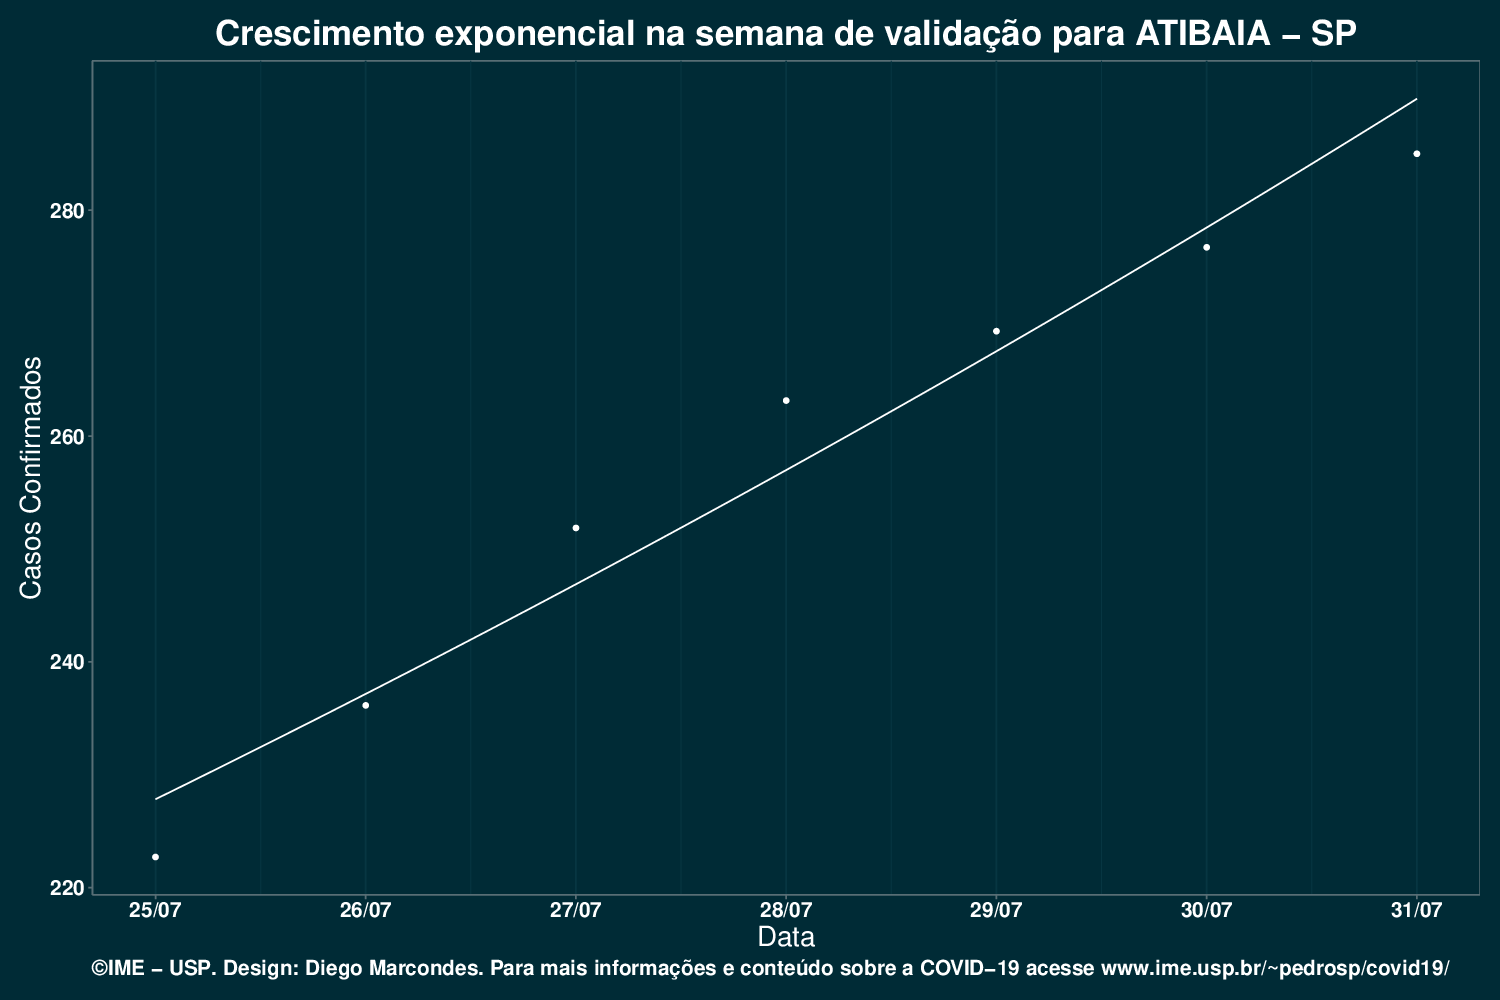 Crescimento exponencial na semana de validação para ATIBAIA – SP
Casos Confirmados
280
260
240
220
25/07 26/07 27/07 28/07 29/07 30/07 31/07
Data
©IME – USP. Design: Diego Marcondes. Para mais informações e conteúdo sobre a COVID–19 acesse www.ime.usp.br/~pedrosp/covid19/